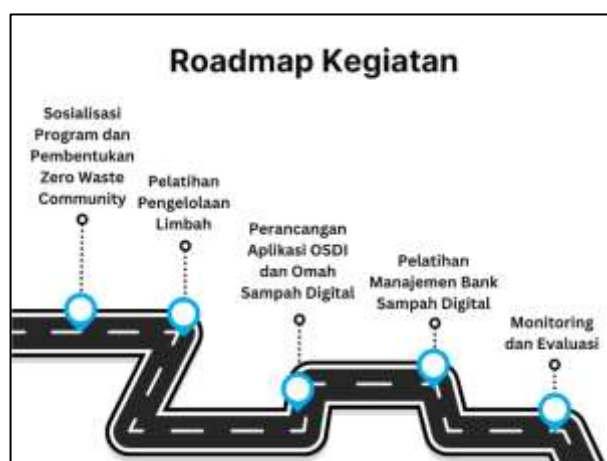 Roadmap Kegiatan
Sosialisasi
Program dan
Pembentukan
Zero Waste
Community
Pelatihan
Pengelolaan
Limbah
Perancangan
Aplikasi OSDI
dan Omah
Sampah Digital
Pelatihan
Manajemen Bank
Sampah Digital
Monitoring
dan Evaluasi